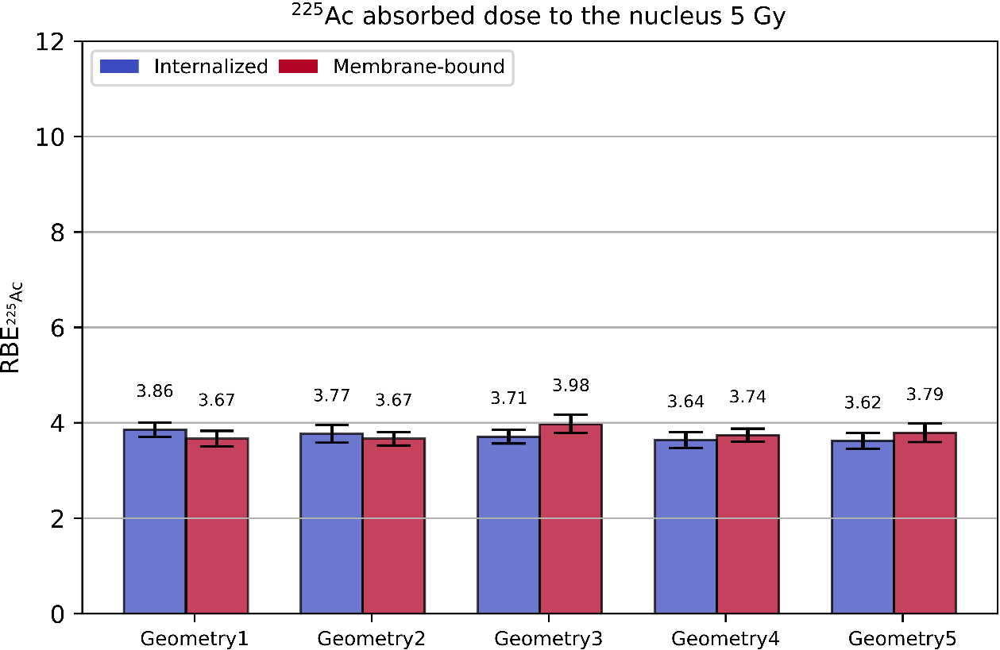 ²²⁵Ac absorbed dose to the nucleus 5 Gy
Internalized Membrane-bound
12
10
8
6
4
2
0
RBE²²⁵Ac
3.86 3.67 3.77 3.67 3.71 3.98 3.64 3.74 3.62 3.79
Geometry1 Geometry2 Geometry3 Geometry4 Geometry5